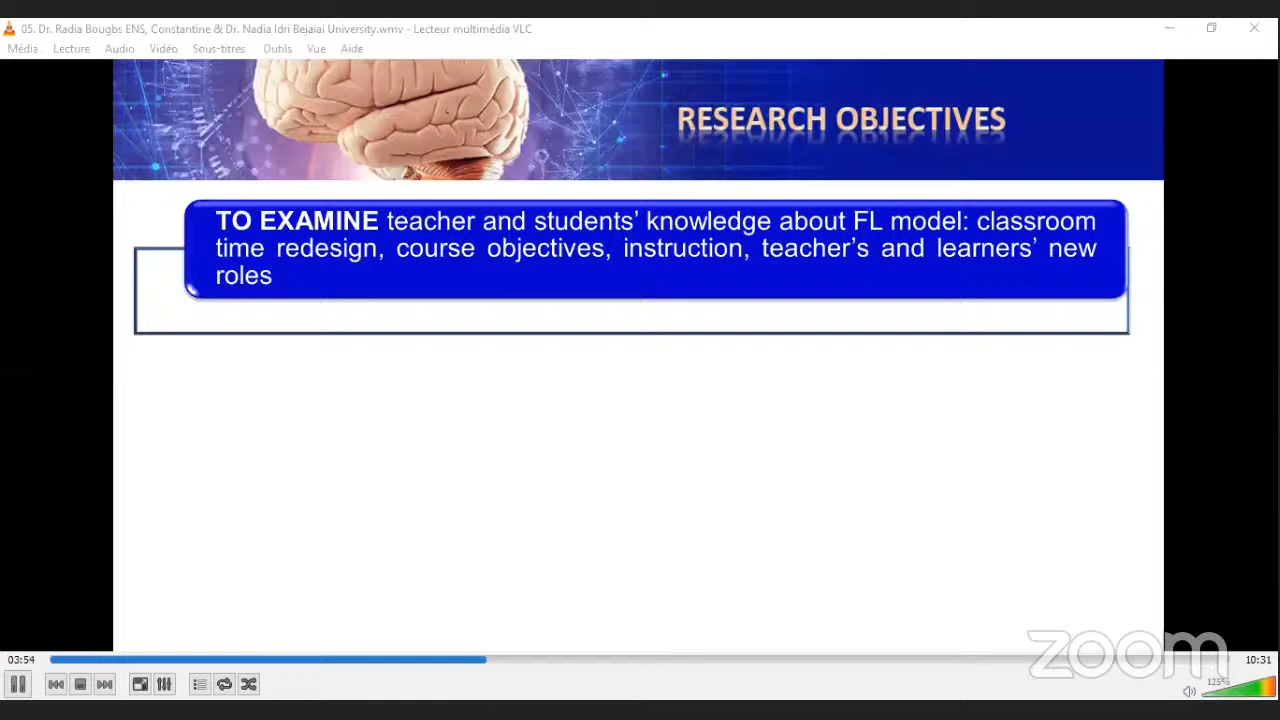 05. Dr. Radia Bougbs ENS, Constantine & Dr. Nadia Idri Bejaiai University.wmv - Lecteur multimédia VLC
Média Lecture Audio Vidéo Sous-titres Outils Vue Aide
RESEARCH OBJECTIVES
TO EXAMINE teacher and students’ knowledge about FL model: classroom
time redesign, course objectives, instruction, teacher’s and learners’ new
roles
zoom
03:54
10:31
125%